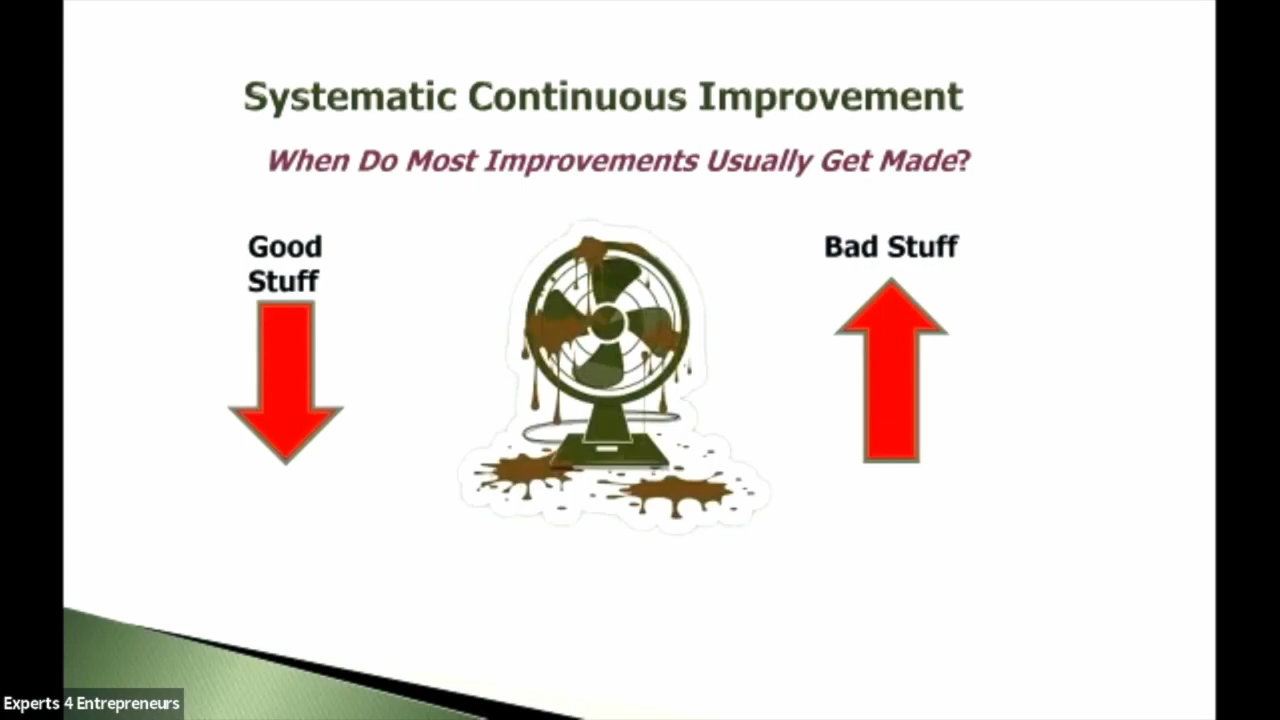 Systematic Continuous Improvement
When Do Most Improvements Usually Get Made?
Good
Stuff
Bad Stuff
Experts 4 Entrepreneurs